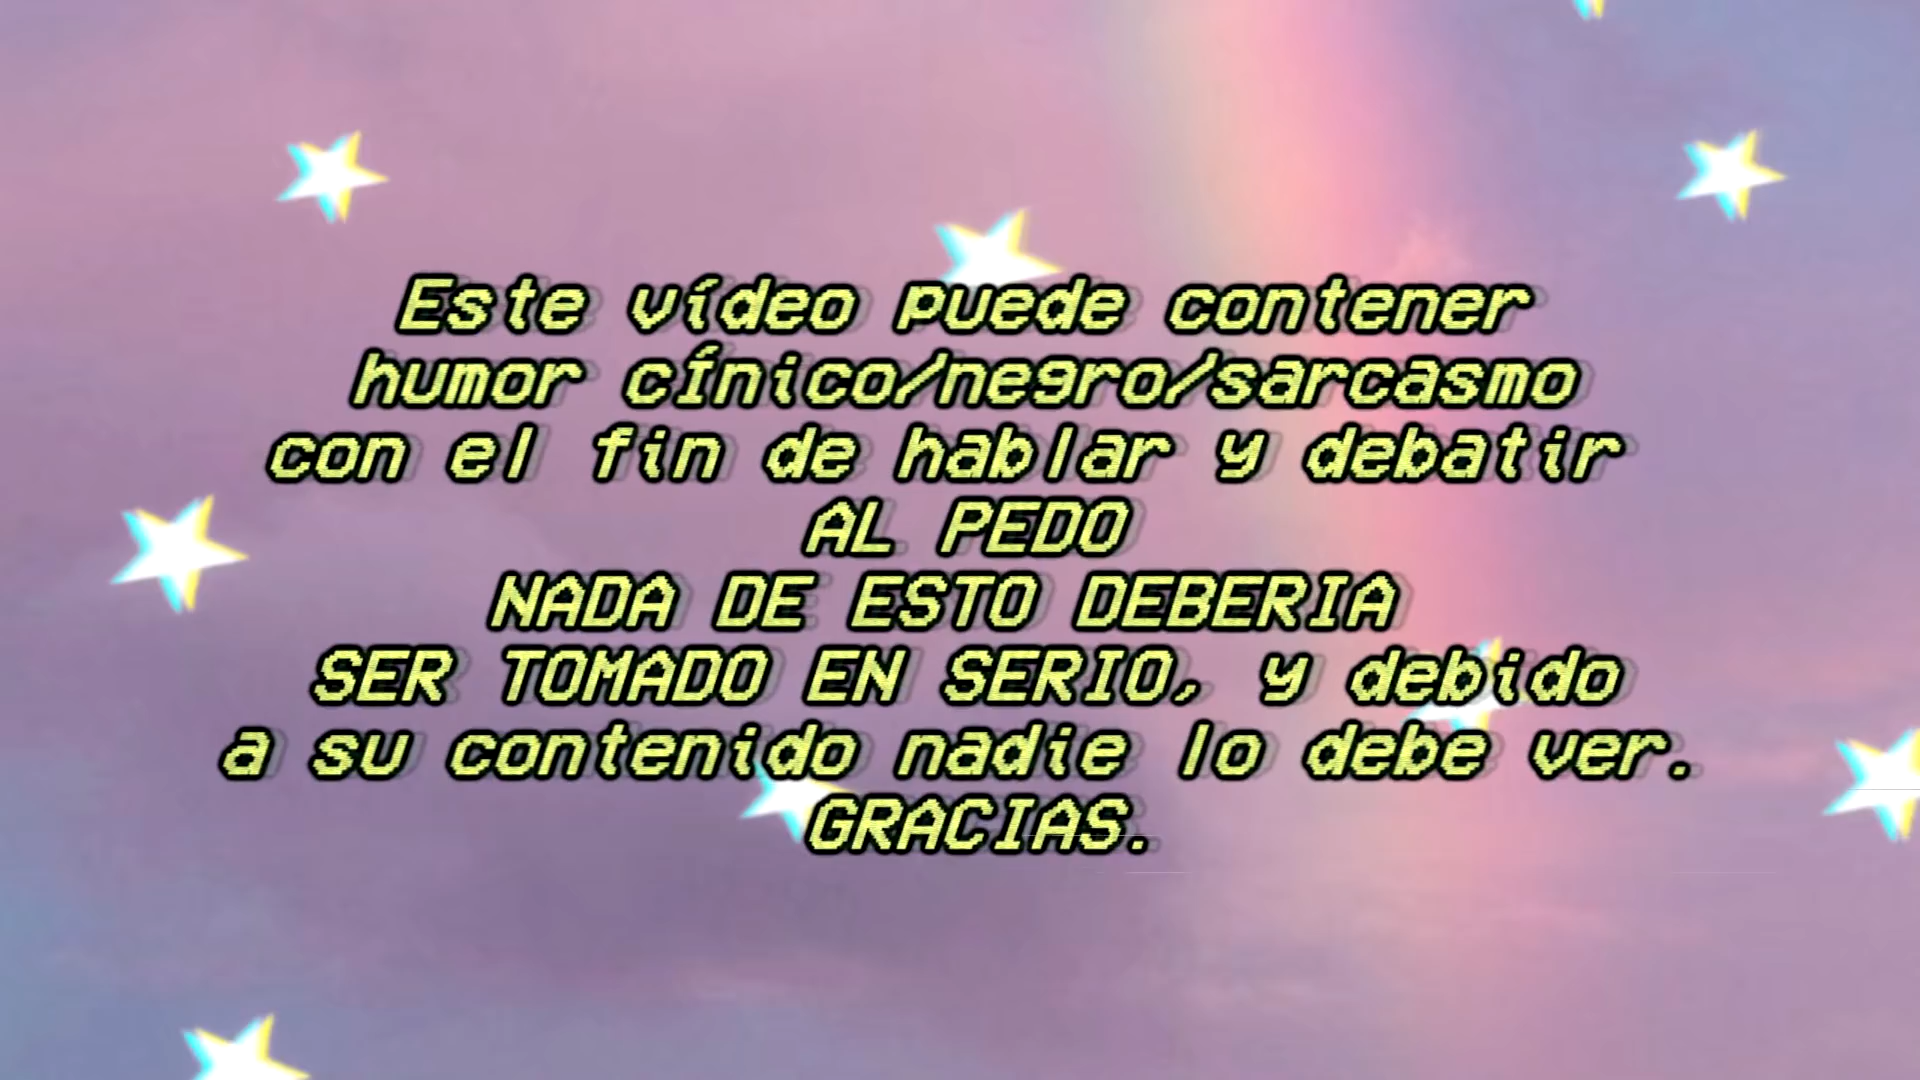 Este vídeo puede contener
humor cÍnico/negro/sarcasmo
con el fin de hablar y debatir
AL PEDO
NADA DE ESTO DEBERIA
SER TOMADO EN SERIO, y debido
a su contenido nadie lo debe ver.
GRACIAS.